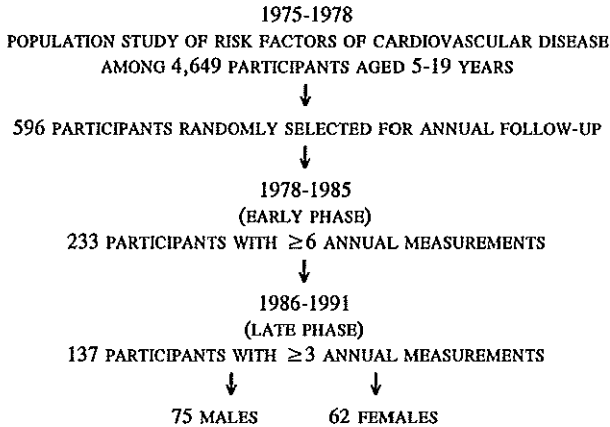 1975-1978
POPULATION STUDY OF RISK FACTORS OF CARDIOVASCULAR DISEASE
AMONG 4,649 PARTICIPANTS AGED 5-19 YEARS
↓
596 PARTICIPANTS RANDOMLY SELECTED FOR ANNUAL FOLLOW-UP
↓
1978-1985
(EARLY PHASE)
233 PARTICIPANTS WITH ≥6 ANNUAL MEASUREMENTS
↓
1986-1991
(LATE PHASE)
137 PARTICIPANTS WITH ≥3 ANNUAL MEASUREMENTS
↓ ↓
75 MALES 62 FEMALES